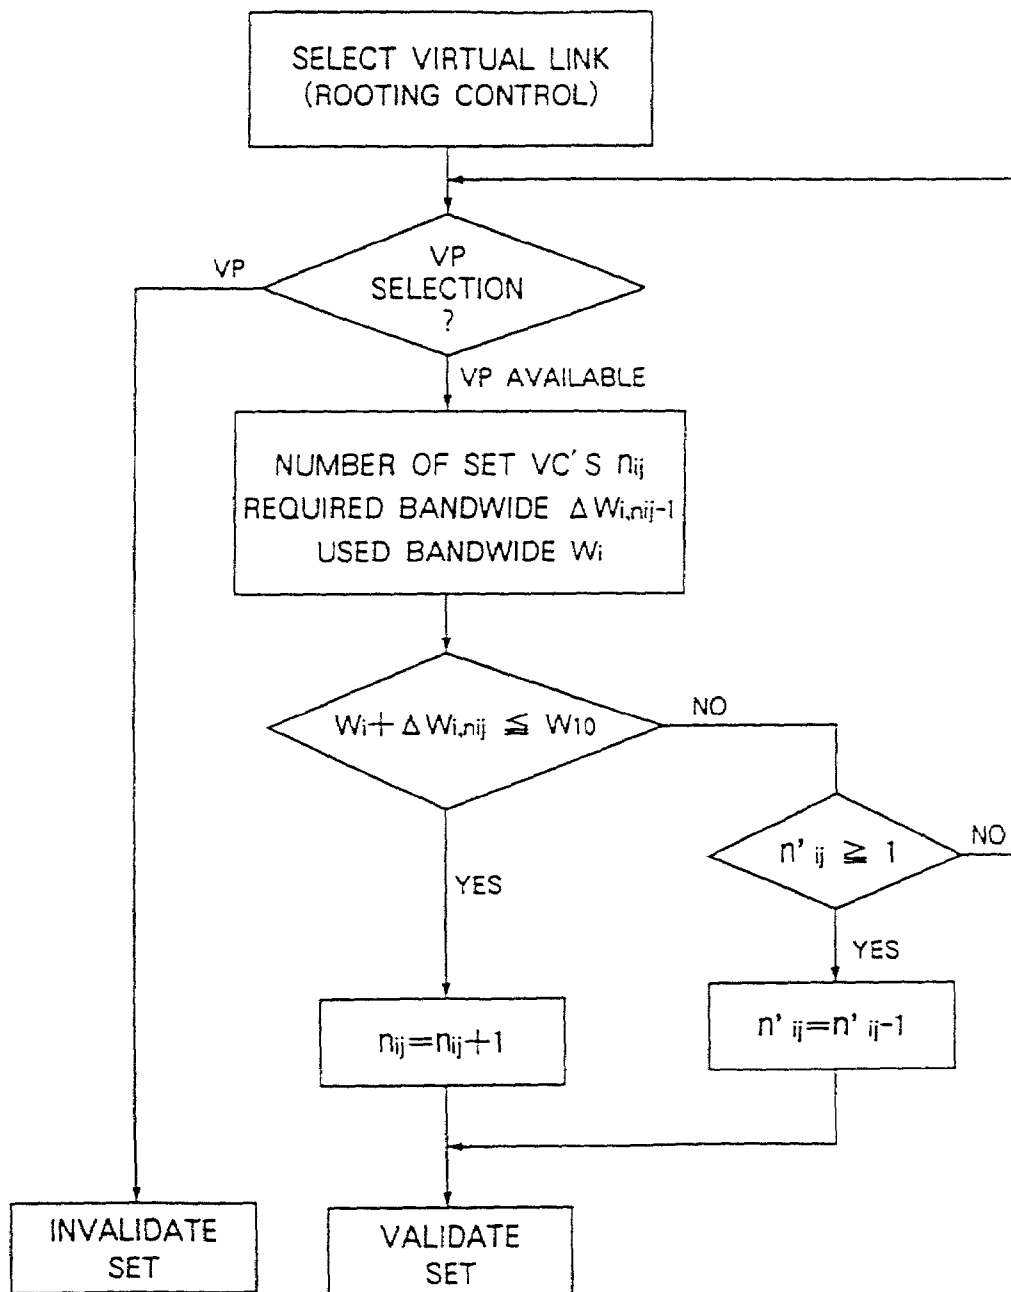 SELECT VIRTUAL LINK
(ROOTING CONTROL)
VP
VP
SELECTION
?
VP AVAILABLE
NUMBER OF SET VC'S nij
REQUIRED BANDWIDE ΔWi,nij-1
USED BANDWIDE Wi
Wi+ΔWi,nij ≦ W10
NO
n'ij ≧ 1
NO
YES
YES
nij=nij+1
n'ij=n'ij-1
INVALIDATE
SET
VALIDATE
SET